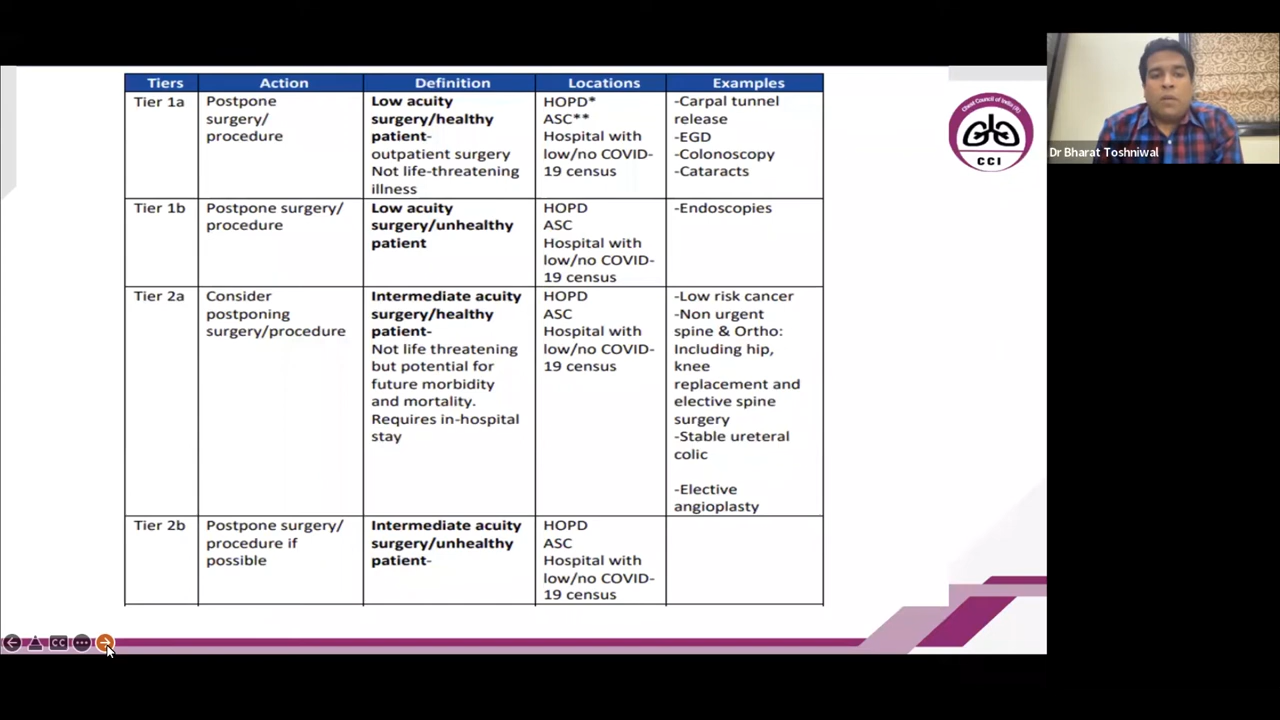 Tiers Action Definition Locations Examples
Tier 1a
Postpone
surgery/
procedure
Low acuity
surgery/healthy
patient-
outpatient surgery
Not life-threatening
illness
HOPD*
ASC**
Hospital with
low/no COVID-
19 census
-Carpal tunnel
release
-EGD
-Colonoscopy
-Cataracts
Tier 1b
Postpone surgery/
procedure
Low acuity
surgery/unhealthy
patient
HOPD
ASC
Hospital with
low/no COVID-
19 census
-Endoscopies
Tier 2a
Consider
postponing
surgery/procedure
Intermediate acuity
surgery/healthy
patient-
Not life threatening
but potential for
future morbidity
and mortality.
Requires in-hospital
stay
HOPD
ASC
Hospital with
low/no COVID-
19 census
-Low risk cancer
-Non urgent
spine & Ortho:
Including hip,
knee
replacement and
elective spine
surgery
-Stable ureteral
colic
-Elective
angioplasty
Tier 2b
Postpone surgery/
procedure if
possible
Intermediate acuity
surgery/unhealthy
patient-
HOPD
ASC
Hospital with
low/no COVID-
19 census
Chest Council of India (R)
CCI
Dr Bharat Toshniwal
CC